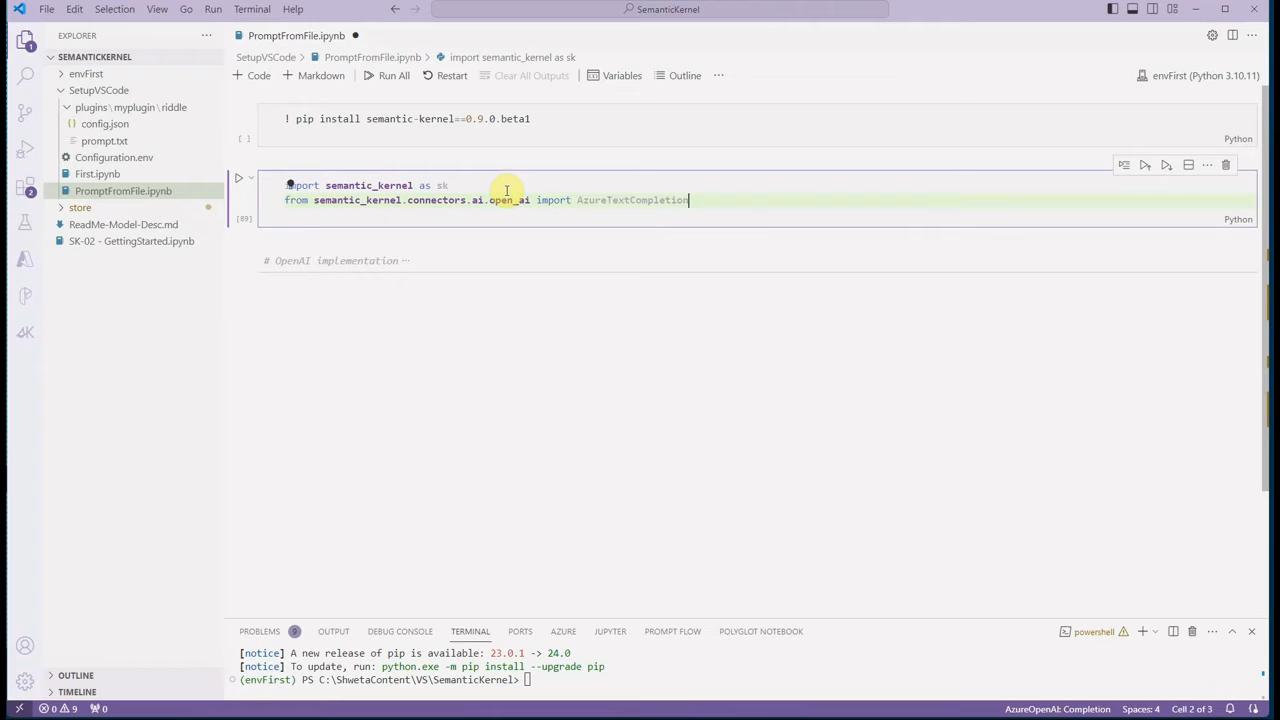 File Edit Selection View Go Run Terminal Help
SemanticKernel
EXPLORER
SEMANTICKERNEL
envFirst
SetupVSCode
plugins\myplugin\riddle
config.json
prompt.txt
Configuration.env
First.ipynb
PromptFromFile.ipynb
store
ReadMe-Model-Desc.md
SK-02 - GettingStarted.ipynb
OUTLINE
TIMELINE
1
2
PromptFromFile.ipynb
SetupVSCode > PromptFromFile.ipynb > import semantic_kernel as sk
+ Code + Markdown Run All Restart Clear All Outputs Variables Outline ···
envFirst (Python 3.10.11)
! pip install semantic-kernel==0.9.0.beta1
[ ]
Python
import semantic_kernel as sk
from semantic_kernel.connectors.ai.open_ai import AzureTextCompletion
[89]
Python
# OpenAI implementation ···
PROBLEMS 9 OUTPUT DEBUG CONSOLE TERMINAL PORTS AZURE JUPYTER PROMPT FLOW POLYGLOT NOTEBOOK
powershell
[notice] A new release of pip is available: 23.0.1 -> 24.0
[notice] To update, run: python.exe -m pip install --upgrade pip
(envFirst) PS C:\ShwetaContent\VS\SemanticKernel>
0 9 0
AzureOpenAI: Completion Spaces: 4 Cell 2 of 3